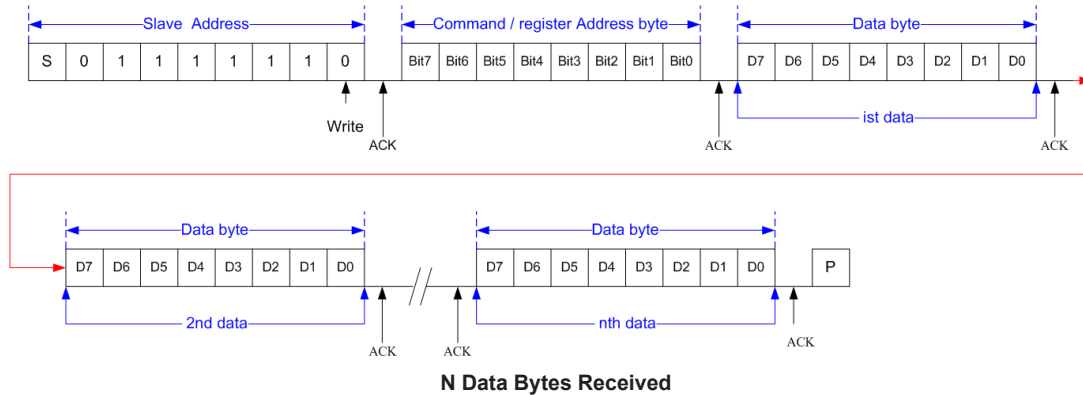 Slave Address Command / register Address byte Data byte
S 0 1 1 1 1 1 1 0 Bit7 Bit6 Bit5 Bit4 Bit3 Bit2 Bit1 Bit0 D7 D6 D5 D4 D3 D2 D1 D0
ist data
Write
ACK ACK ACK
Data byte Data byte
D7 D6 D5 D4 D3 D2 D1 D0 D7 D6 D5 D4 D3 D2 D1 D0 P
2nd data nth data
ACK ACK ACK
N Data Bytes Received